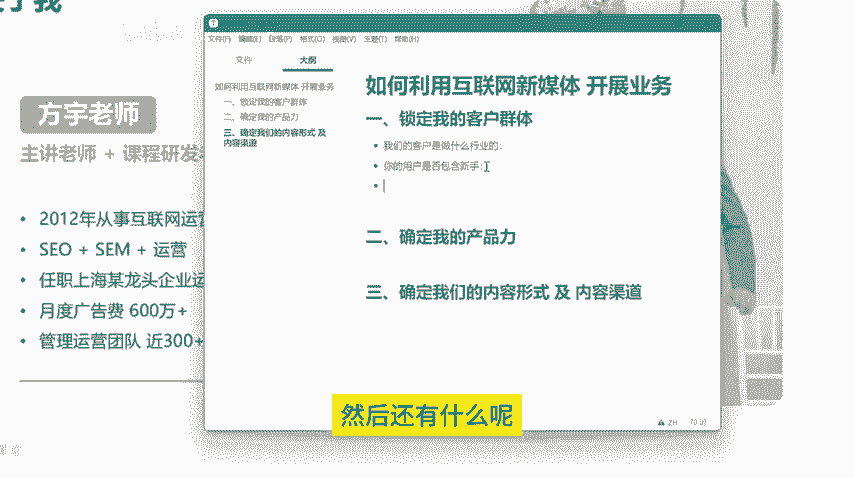 方宇老师
主讲老师 + 课程研发
2012年从事互联网运
SEO + SEM + 运营
任职上海某龙头企业运
月度广告费 600万+
管理运营团队 近300+
文件(F) 编辑(E) 段落(P) 格式(O) 视图(V) 主题(T) 帮助(H)
文件 大纲
如何利用互联网新媒体 开展业务
一、锁定我的客户群体
二、确定我的产品力
三、确定我们的内容形式 及
内容渠道
如何利用互联网新媒体 开展业务
一、锁定我的客户群体
我们的客户是做什么行业的:
你的用户是否包含新手:
二、确定我的产品力
三、确定我们的内容形式 及 内容渠道
ZH
然后还有什么呢